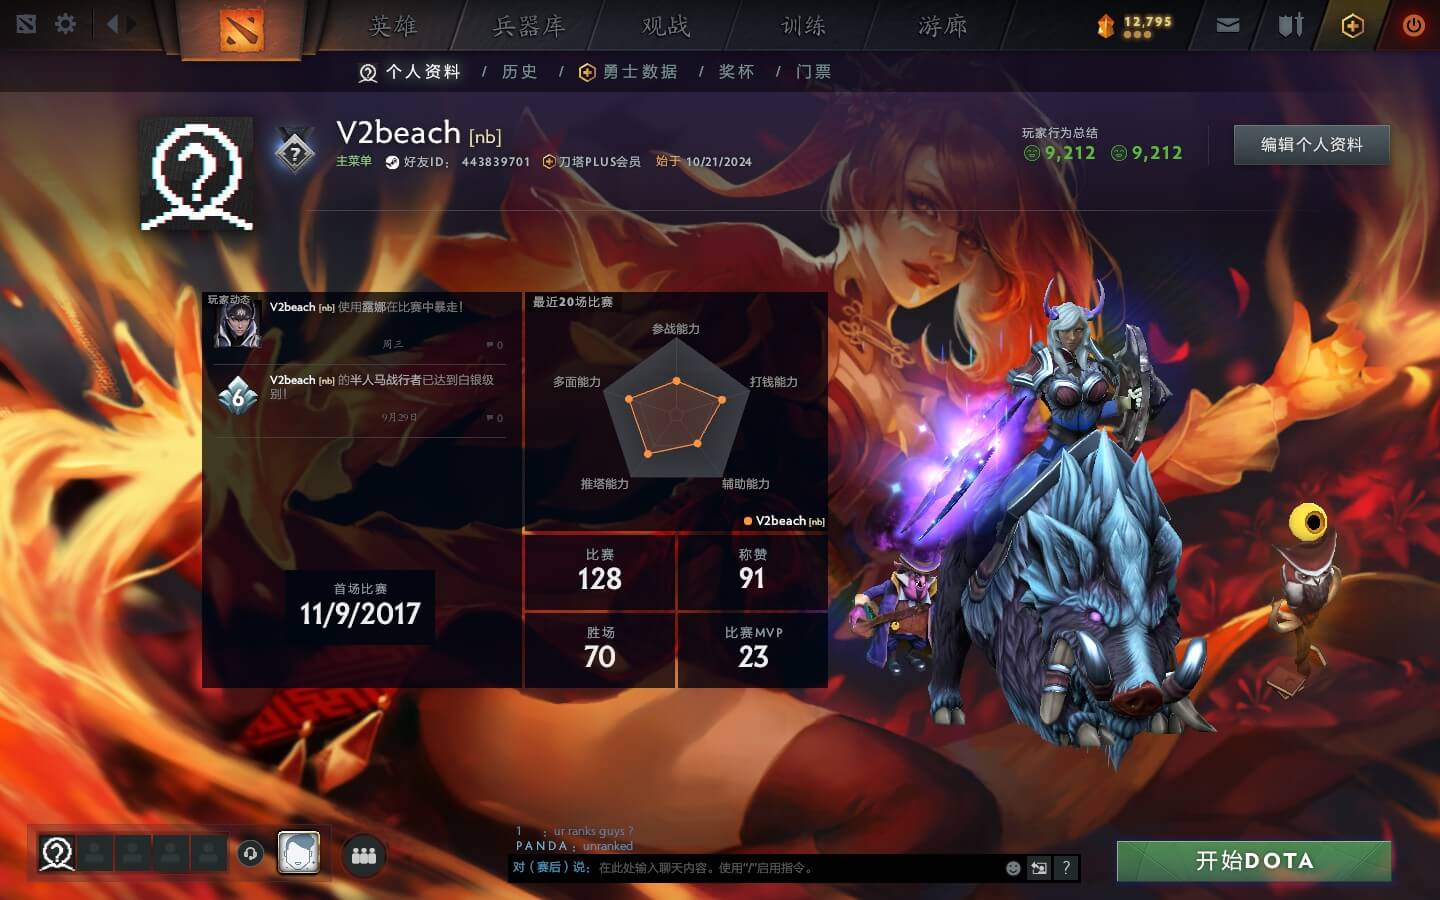 英雄
兵器库
观战
训练
游廊
12,795
个人资料 / 历史 / 勇士数据 / 奖杯 / 门票
V2beach [nb]
主菜单 好友ID: 443839701 刀塔PLUS会员 始于 10/21/2024
玩家行为总结
9,212 9,212
编辑个人资料
玩家动态
V2beach [nb] 使用露娜在比赛中暴走!
周三
0
6
V2beach [nb] 的半人马战行者已达到白银级别!
9月29日
0
首场比赛
11/9/2017
最近20场比赛
参战能力
多面能力
打钱能力
推塔能力
辅助能力
V2beach [nb]
比赛
128
称赞
91
胜场
70
比赛MVP
23
1 : ur ranks guys ?
PANDA : unranked
对（赛后）说: 在此处输入聊天内容。使用“/”启用指令。
?
开始DOTA